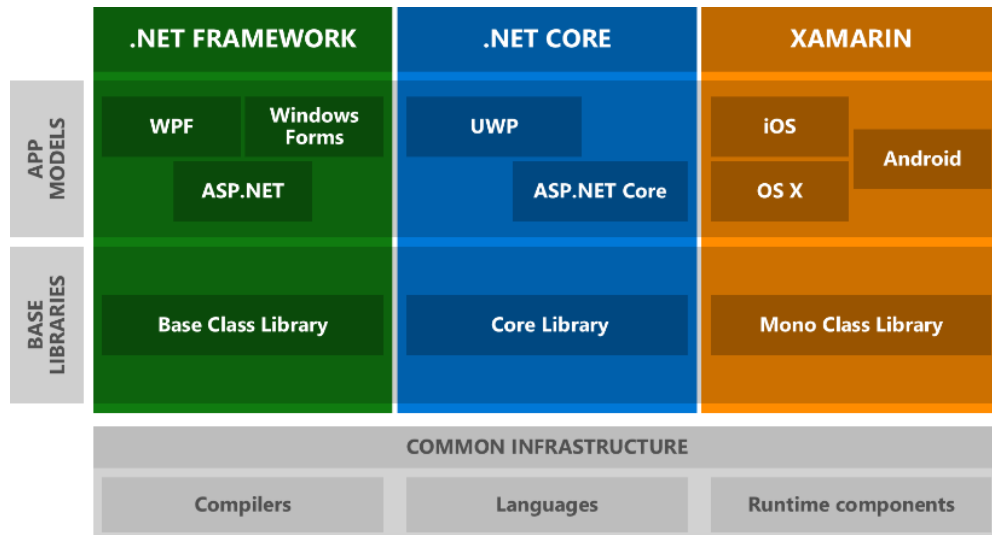 .NET FRAMEWORK
.NET CORE
XAMARIN
APP
MODELS
WPF
Windows
Forms
ASP.NET
UWP
ASP.NET Core
iOS
Android
OS X
BASE
LIBRARIES
Base Class Library
Core Library
Mono Class Library
COMMON INFRASTRUCTURE
Compilers
Languages
Runtime components